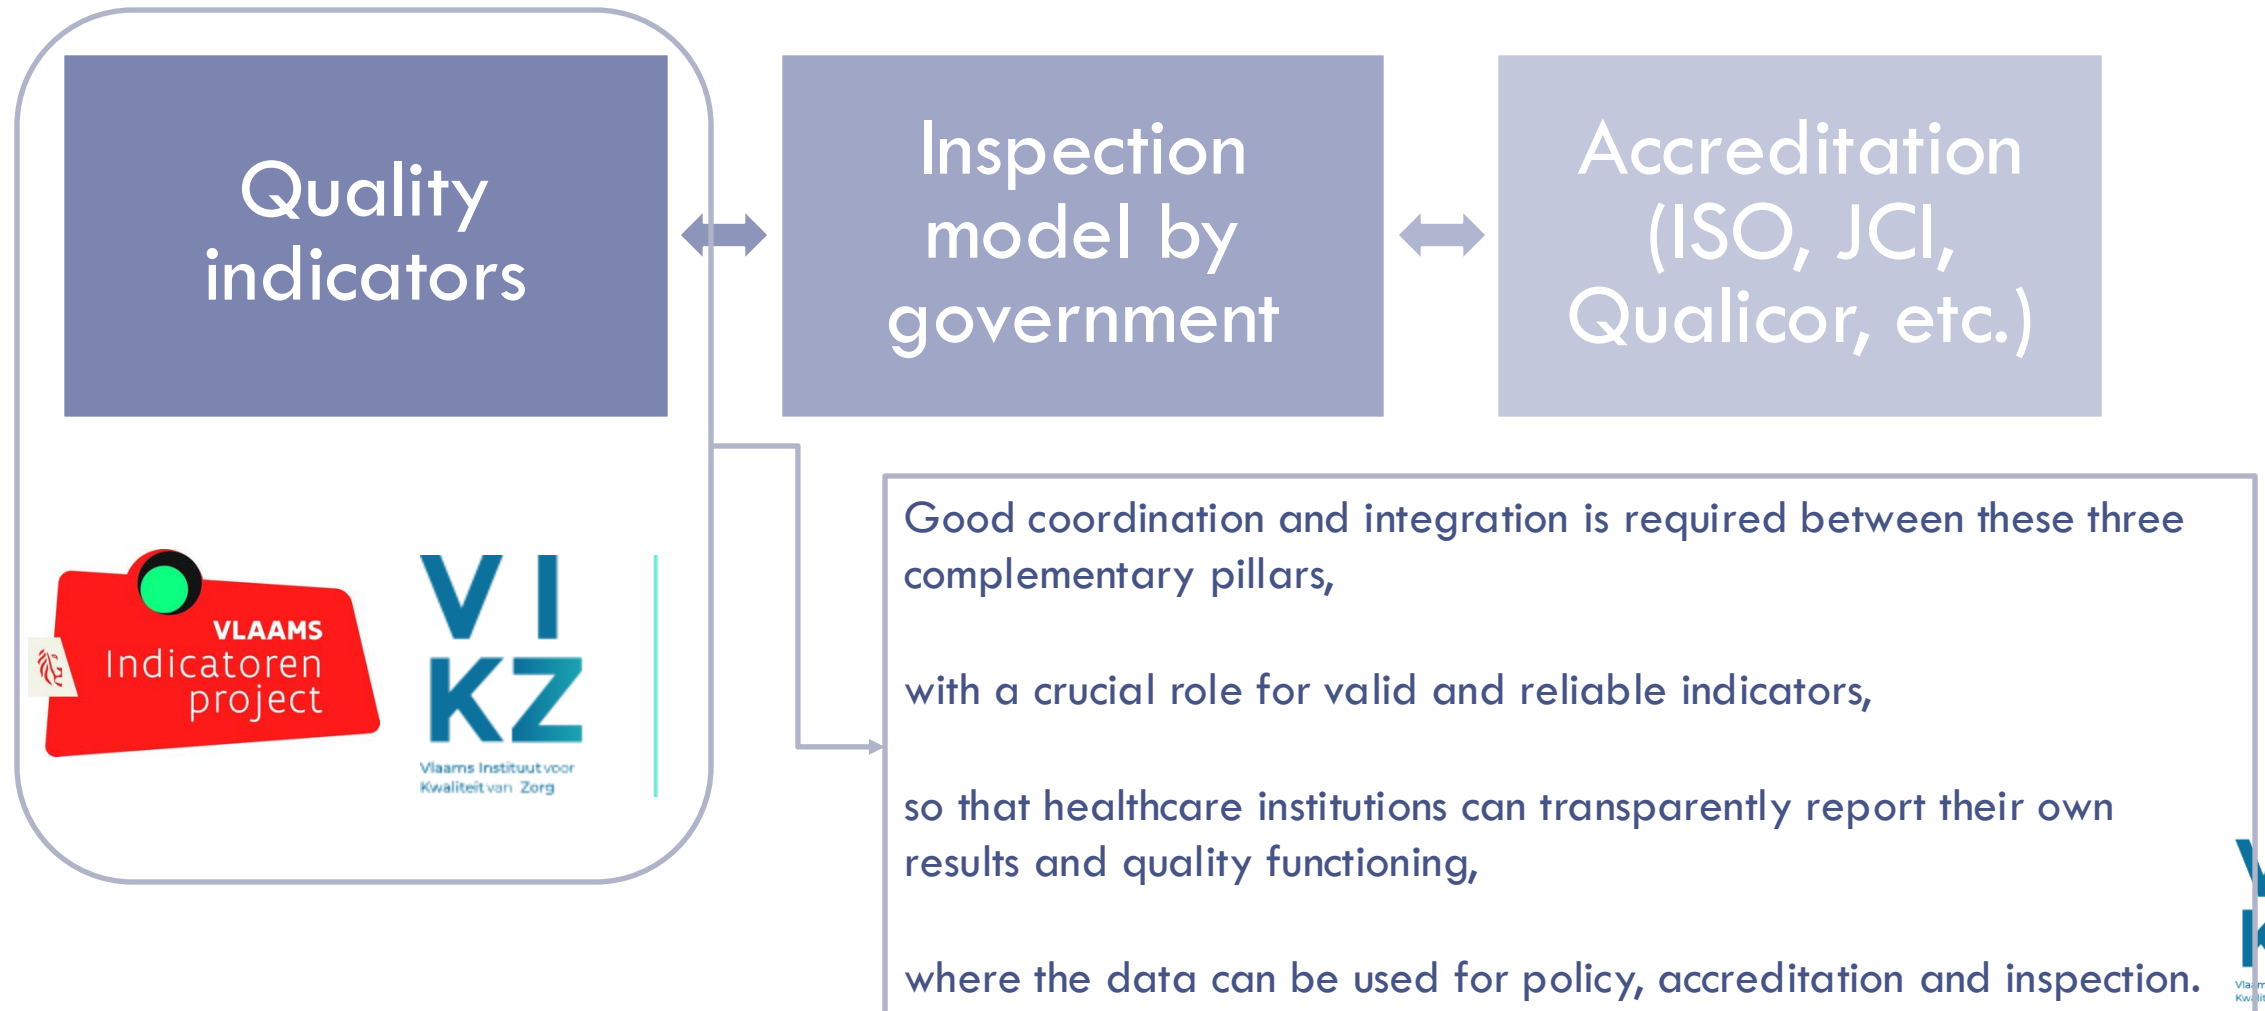 Quality
indicators
Inspection
model by
government
Accreditation
(ISO, JCI,
Qualicor, etc.)
VLAAMS
Indicatoren
project
VI
KZ
Vlaams Instituut voor
Kwaliteit van Zorg
Good coordination and integration is required between these three
complementary pillars,
with a crucial role for valid and reliable indicators,
so that healthcare institutions can transparently report their own
results and quality functioning,
where the data can be used for policy, accreditation and inspection.